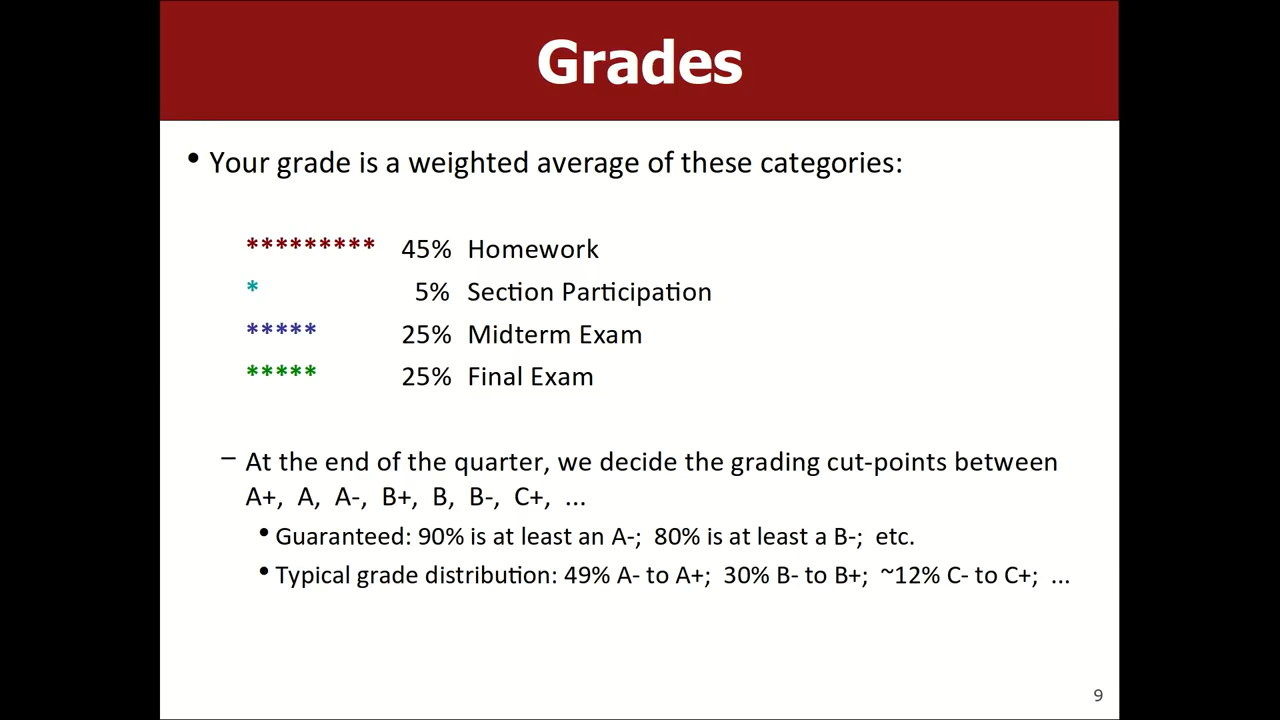 Grades
• Your grade is a weighted average of these categories:
********* 45% Homework
* 5% Section Participation
***** 25% Midterm Exam
***** 25% Final Exam
– At the end of the quarter, we decide the grading cut-points between
A+, A, A-, B+, B, B-, C+, ...
• Guaranteed: 90% is at least an A-; 80% is at least a B-; etc.
• Typical grade distribution: 49% A- to A+; 30% B- to B+; ~12% C- to C+; ...
9